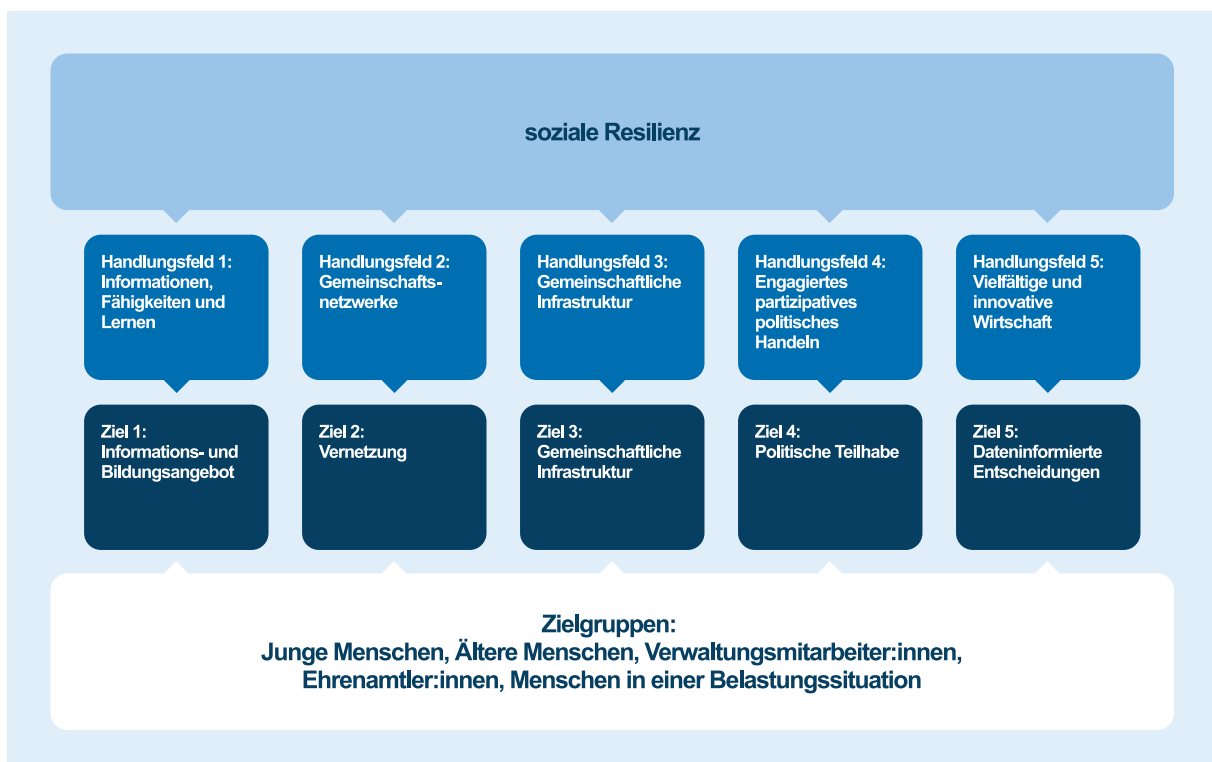 soziale Resilienz
Handlungsfeld 1:
Informationen,
Fähigkeiten und
Lernen
Handlungsfeld 2:
Gemeinschafts-
netzwerke
Handlungsfeld 3:
Gemeinschaftliche
Infrastruktur
Handlungsfeld 4:
Engagiertes
partizipatives
politisches
Handeln
Handlungsfeld 5:
Vielfältige und
innovative
Wirtschaft
Ziel 1:
Informations- und
Bildungsangebot
Ziel 2:
Vernetzung
Ziel 3:
Gemeinschaftliche
Infrastruktur
Ziel 4:
Politische Teilhabe
Ziel 5:
Dateninformierte
Entscheidungen
Zielgruppen:
Junge Menschen, Ältere Menschen, Verwaltungsmitarbeiter:innen,
Ehrenamtler:innen, Menschen in einer Belastungssituation